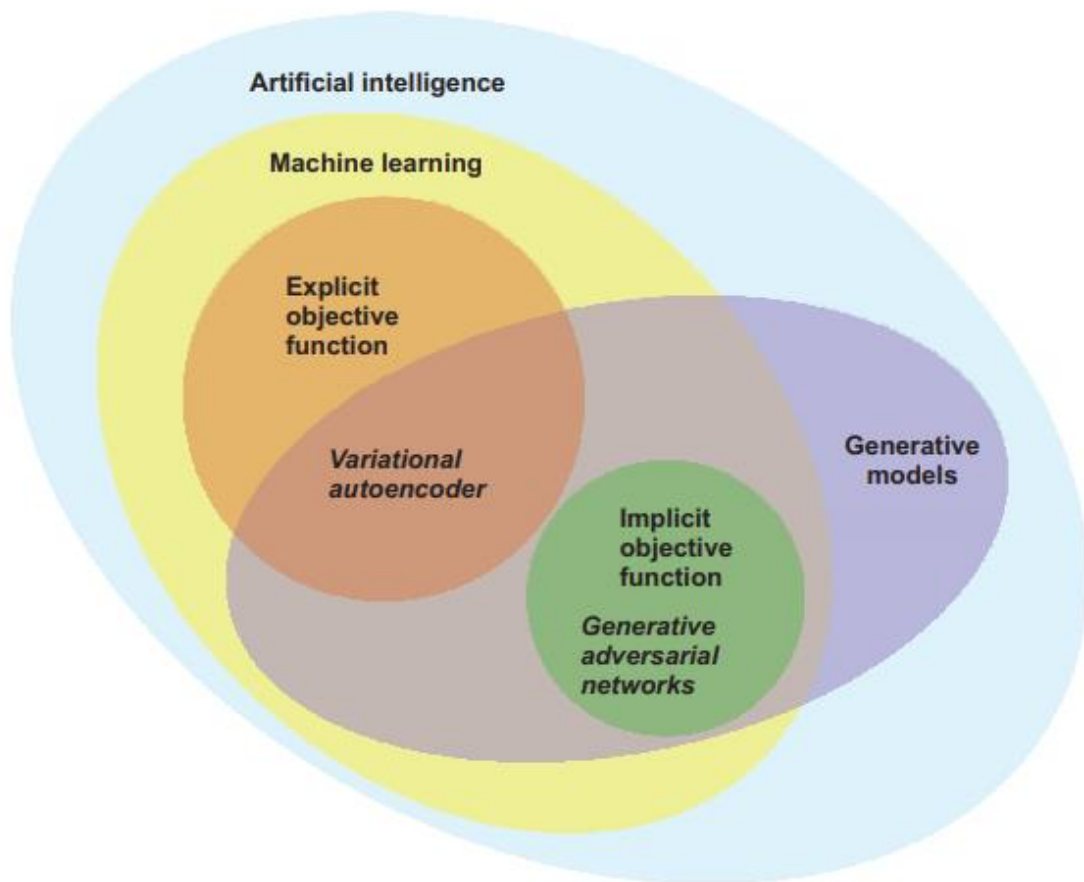 Artificial intelligence
Machine learning
Explicit
objective
function
Variational
autoencoder
Generative
models
Implicit
objective
function
Generative
adversarial
networks